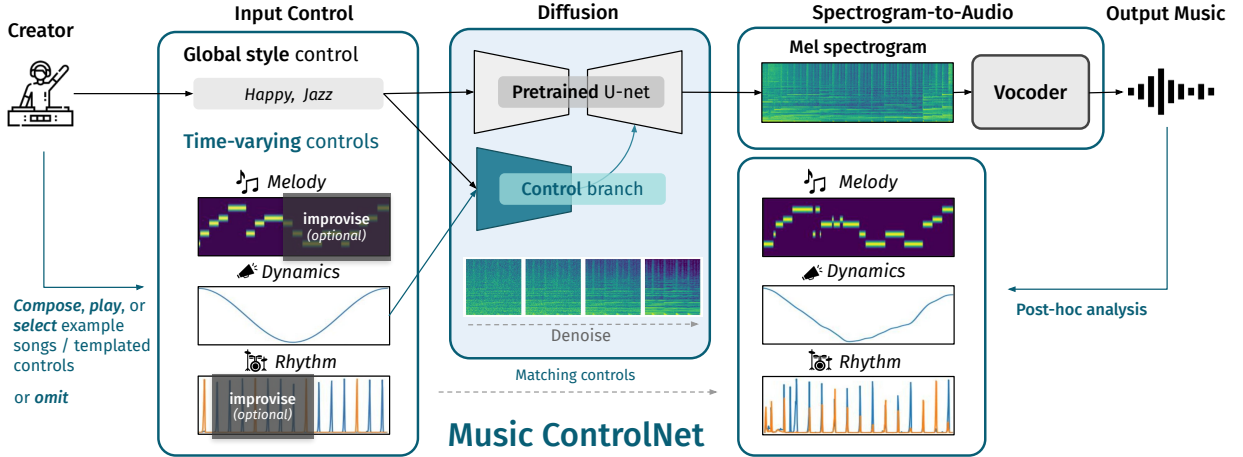 Input Control
Diffusion
Spectrogram-to-Audio
Output Music
Creator
Global style control
Happy, Jazz
Time-varying controls
Melody
improvise
(optional)
Dynamics
Rhythm
improvise
(optional)
Compose, play, or
select example
songs / templated
controls
or omit
Pretrained U-net
Control branch
Denoise
Matching controls
Music ControlNet
Mel spectrogram
Vocoder
Melody
Dynamics
Rhythm
Post-hoc analysis